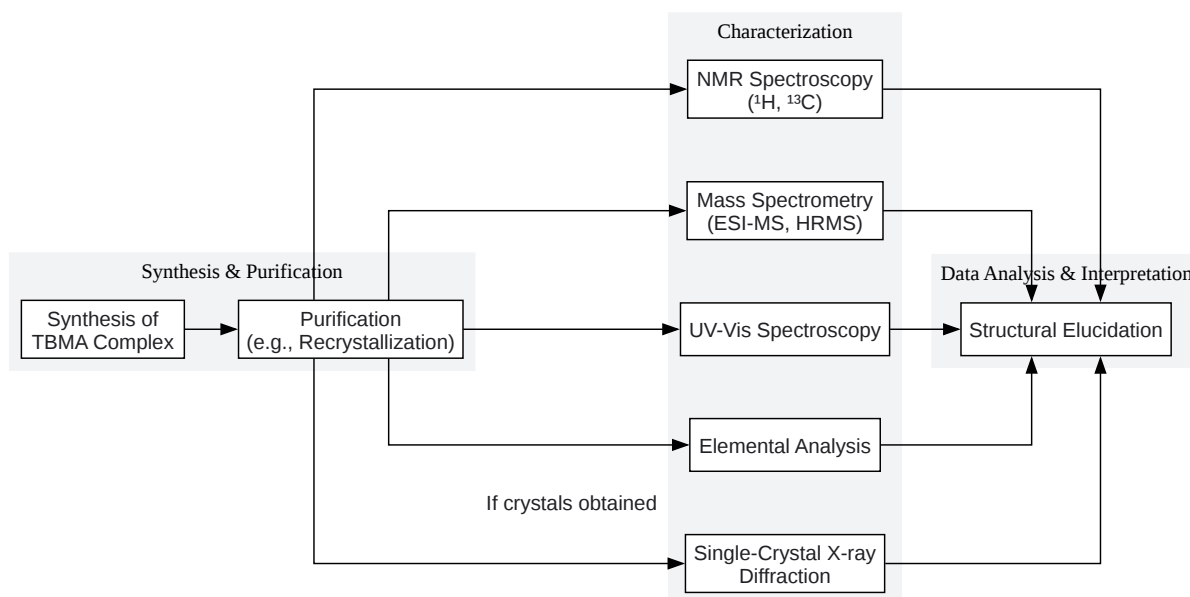 Characterization
NMR Spectroscopy
(¹H, ¹³C)
Mass Spectrometry
(ESI-MS, HRMS)
Synthesis & Purification
Data Analysis & Interpretation
Synthesis of
TBMA Complex
Purification
(e.g., Recrystallization)
UV-Vis Spectroscopy
Structural Elucidation
Elemental Analysis
If crystals obtained
Single-Crystal X-ray
Diffraction